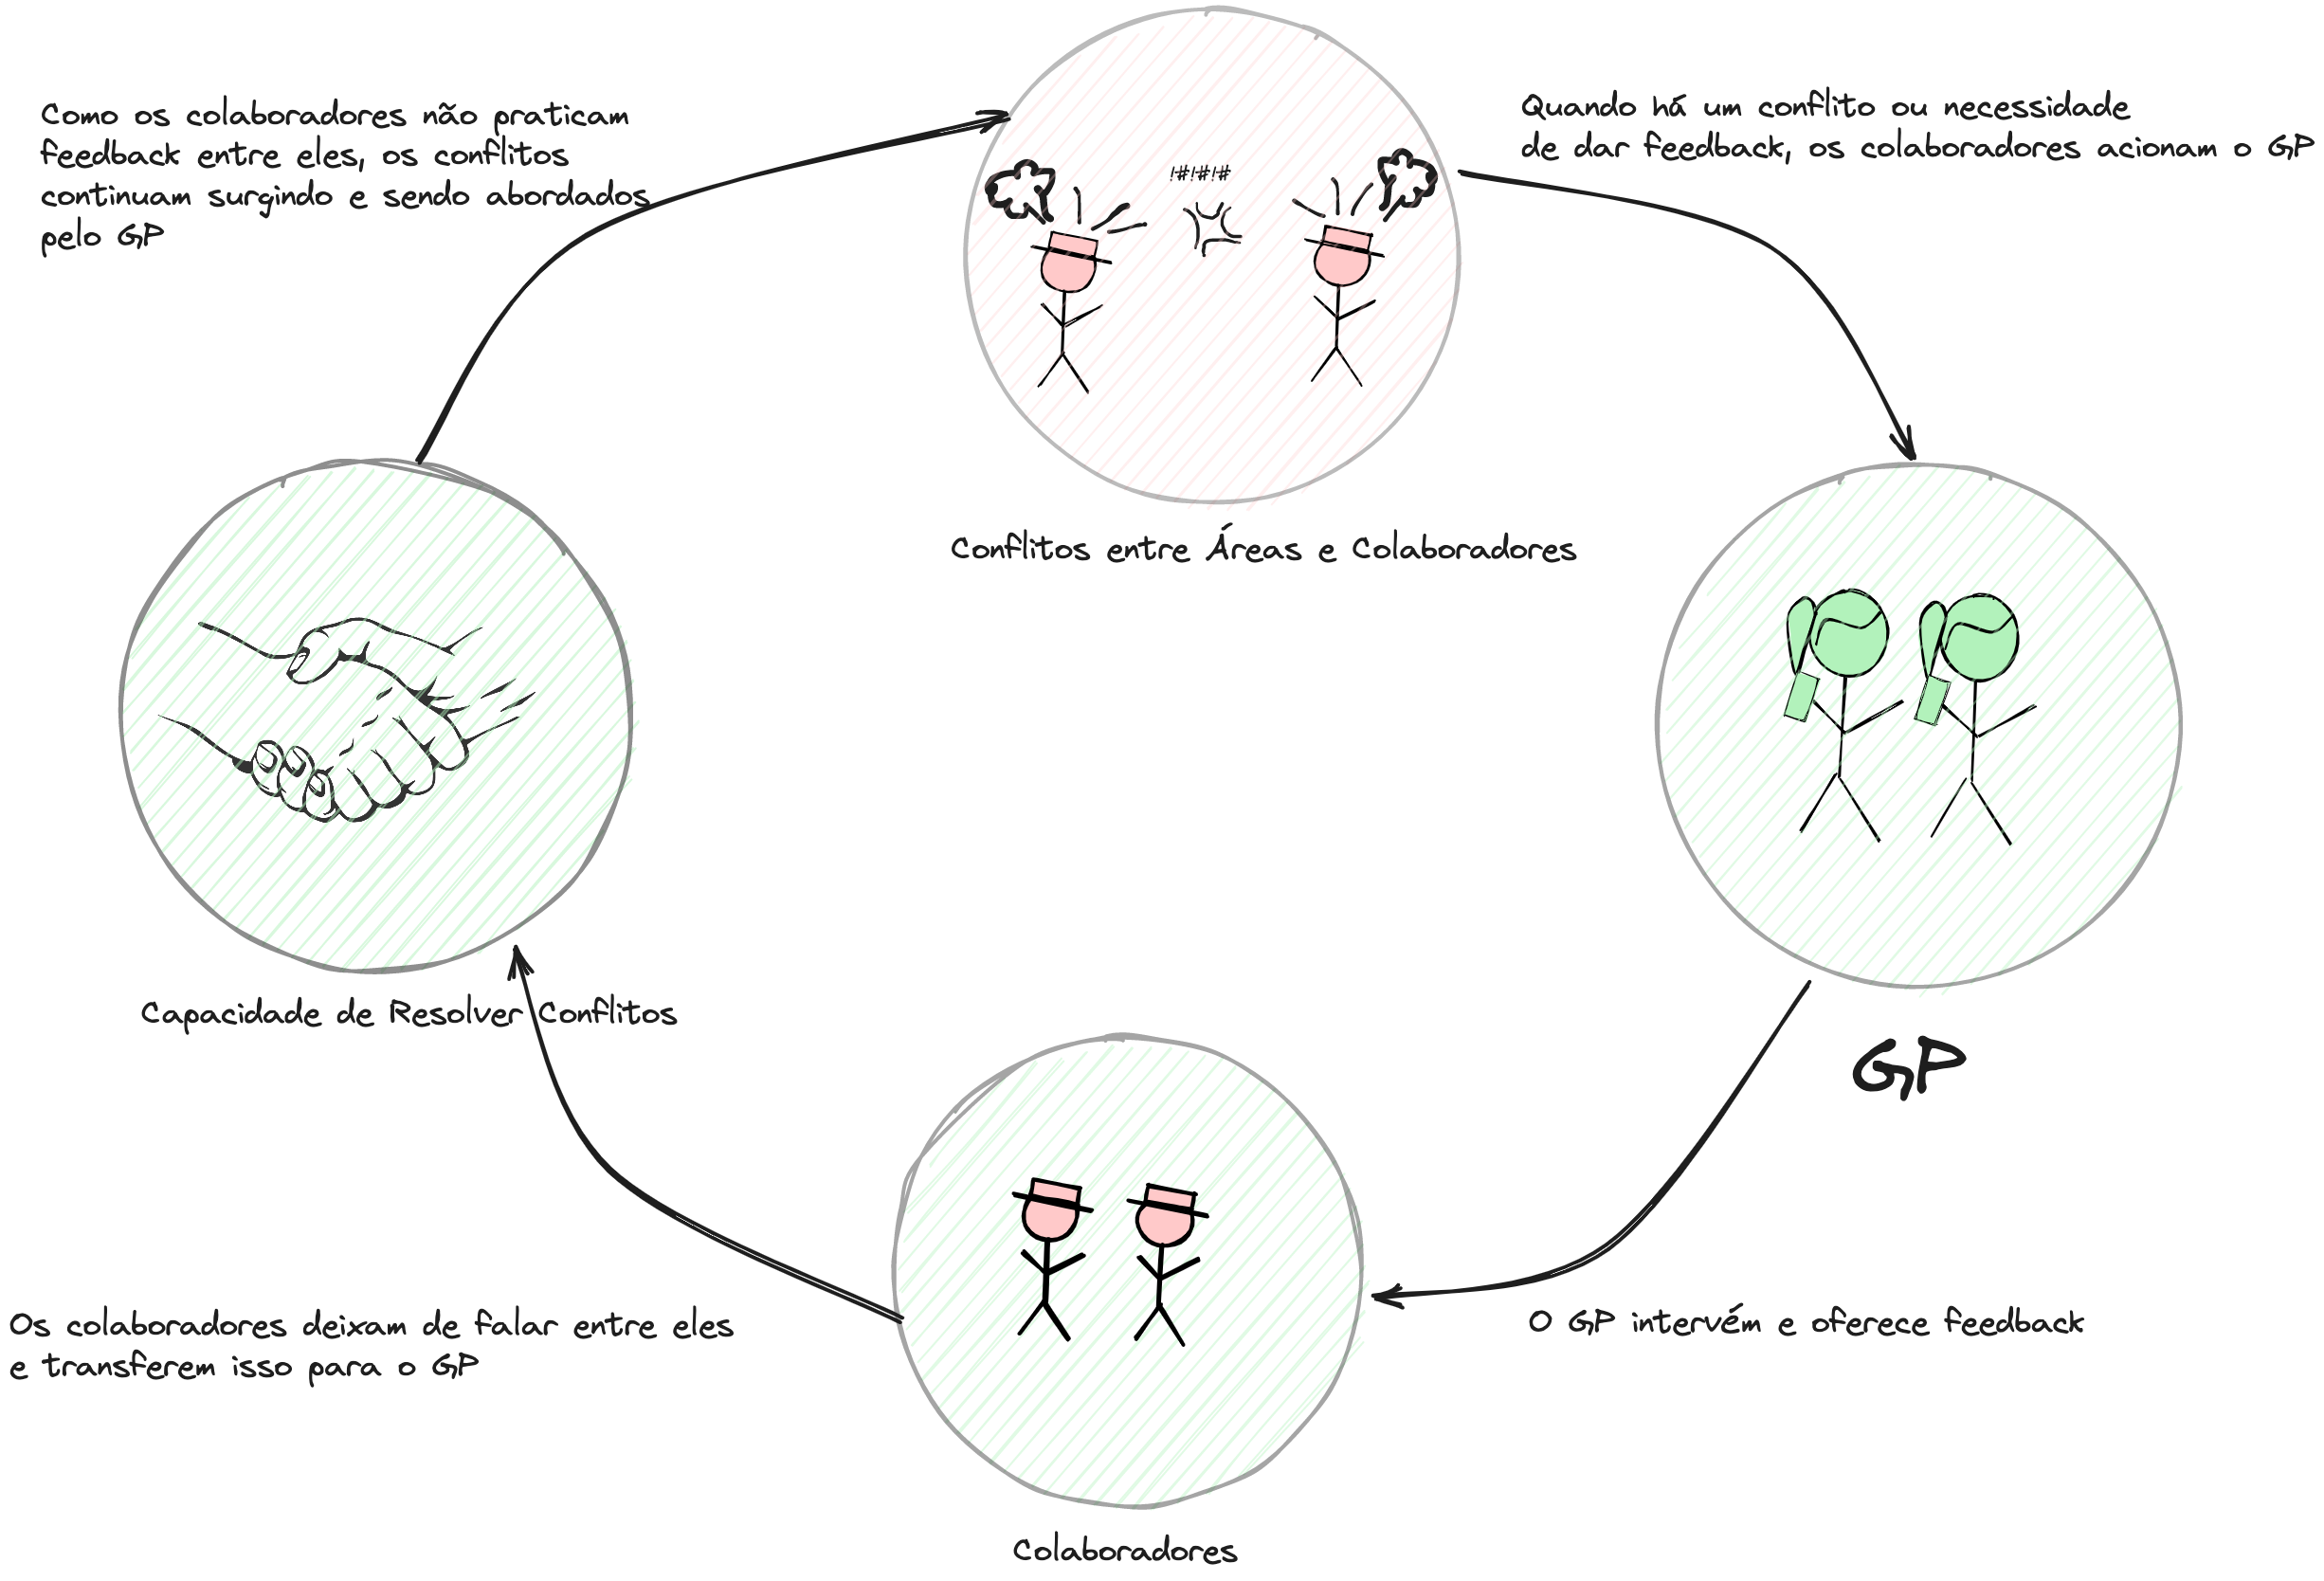 Como os colaboradores não praticam
feedback entre eles, os conflitos
continuam surgindo e sendo abordados
pelo GP
!#!#!#
Quando há um conflito ou necessidade
de dar feedback, os colaboradores acionam o GP
Conflitos entre Áreas e Colaboradores
Capacidade de Resolver Conflitos
GP
Os colaboradores deixam de falar entre eles
e transferem isso para o GP
O GP intervém e oferece feedback
Colaboradores